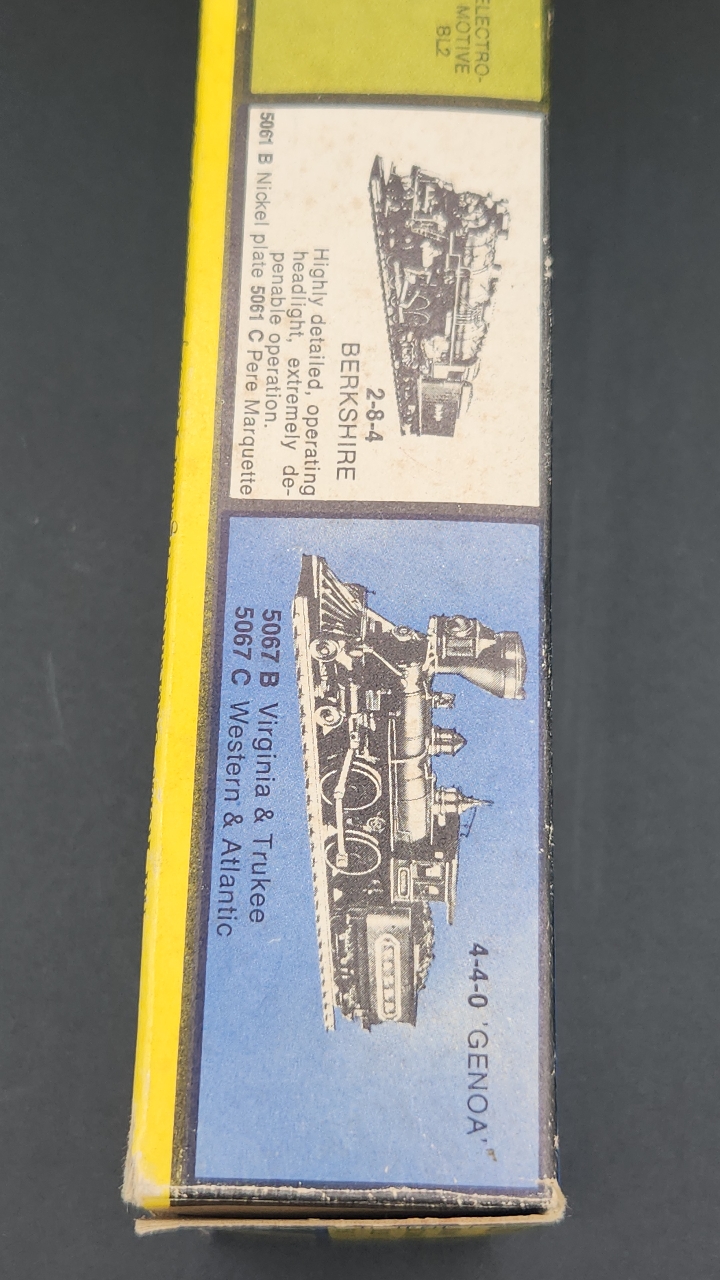 ELECTRO-
MOTIVE
BL2
2-8-4
BERKSHIRE
Highly detailed, operating
headlight, extremely de-
penable operation.
5061 B Nickel plate 5061 C Pere Marquette
4-4-0 'GENOA'"
5067 B Virginia & Trukee
5067 C Western & Atlantic